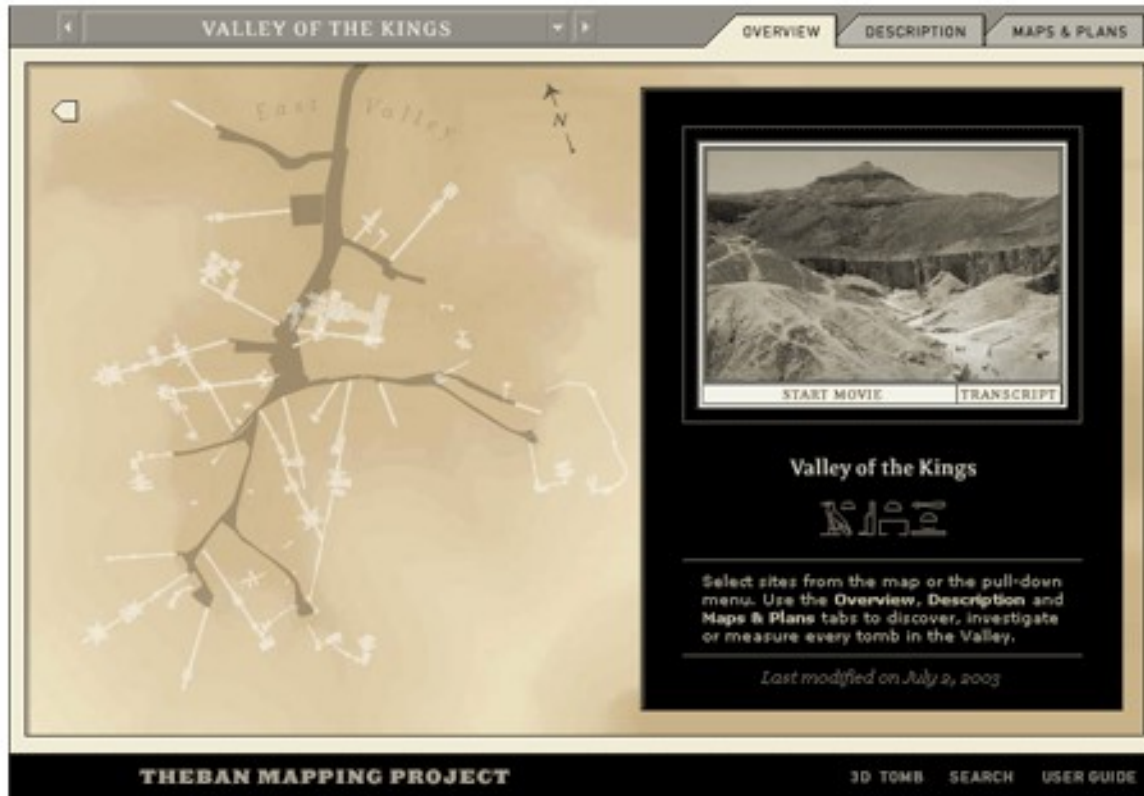 VALLEY OF THE KINGS
OVERVIEW
DESCRIPTION
MAPS & PLANS
East Valley
N
START MOVIE
TRANSCRIPT
Valley of the Kings
Select sites from the map or the pull-down
menu. Use the Overview, Description and
Maps & Plans tabs to discover, investigate
or measure every tomb in the Valley.
Last modified on July 2, 2003
THEBAN MAPPING PROJECT
3D TOMB
SEARCH
USER GUIDE